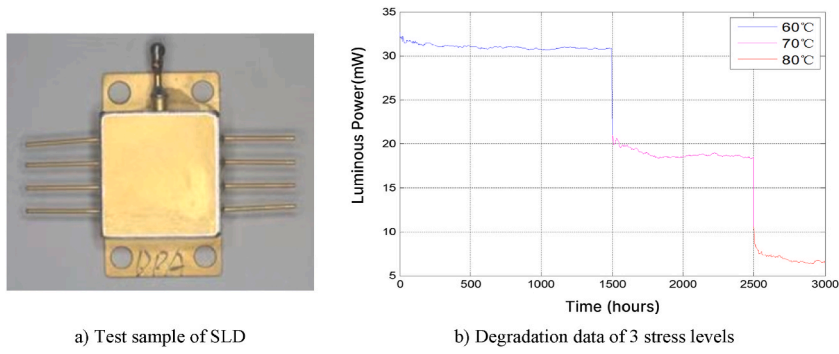 DPA
a) Test sample of SLD
35
30
25
20
15
10
5
Luminous Power(mW)
0 500 1000 1500 2000 2500 3000
Time (hours)
60℃
70℃
80℃
b) Degradation data of 3 stress levels